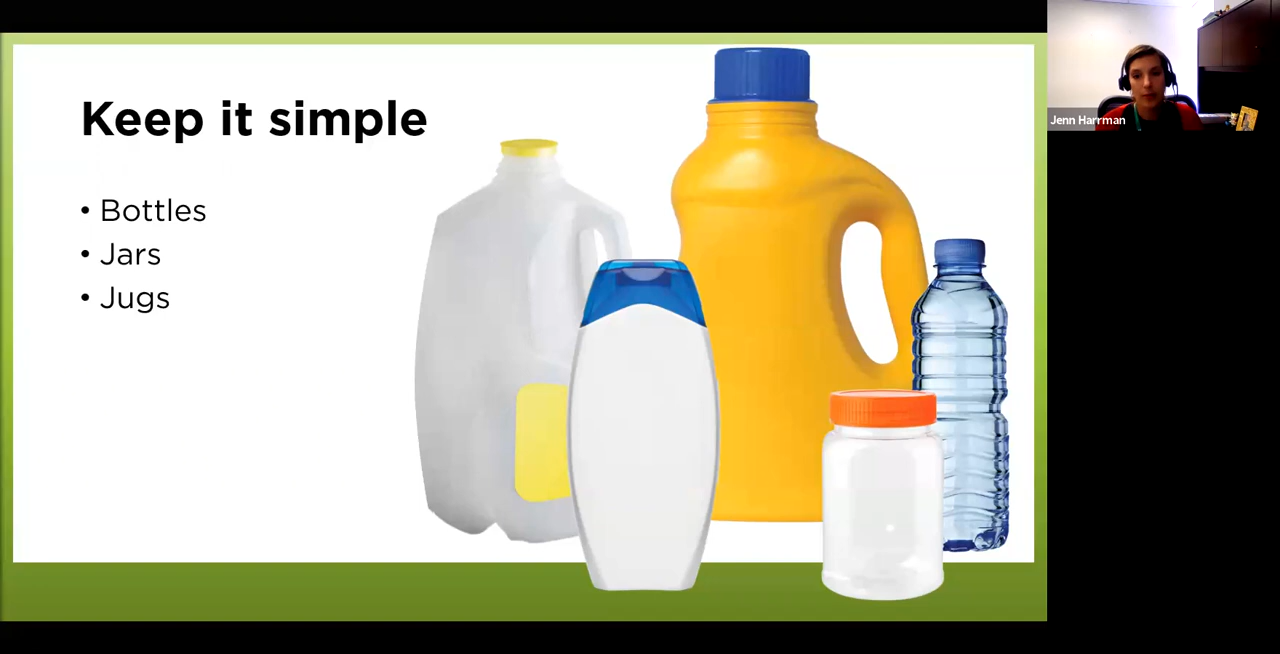 Keep it simple
• Bottles
• Jars
• Jugs
Jenn Harrman